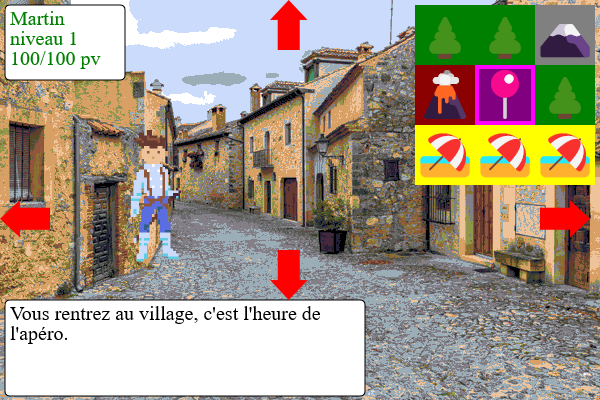 Martin
niveau 1
100/100 pv
Vous rentrez au village, c'est l'heure de
l'apéro.